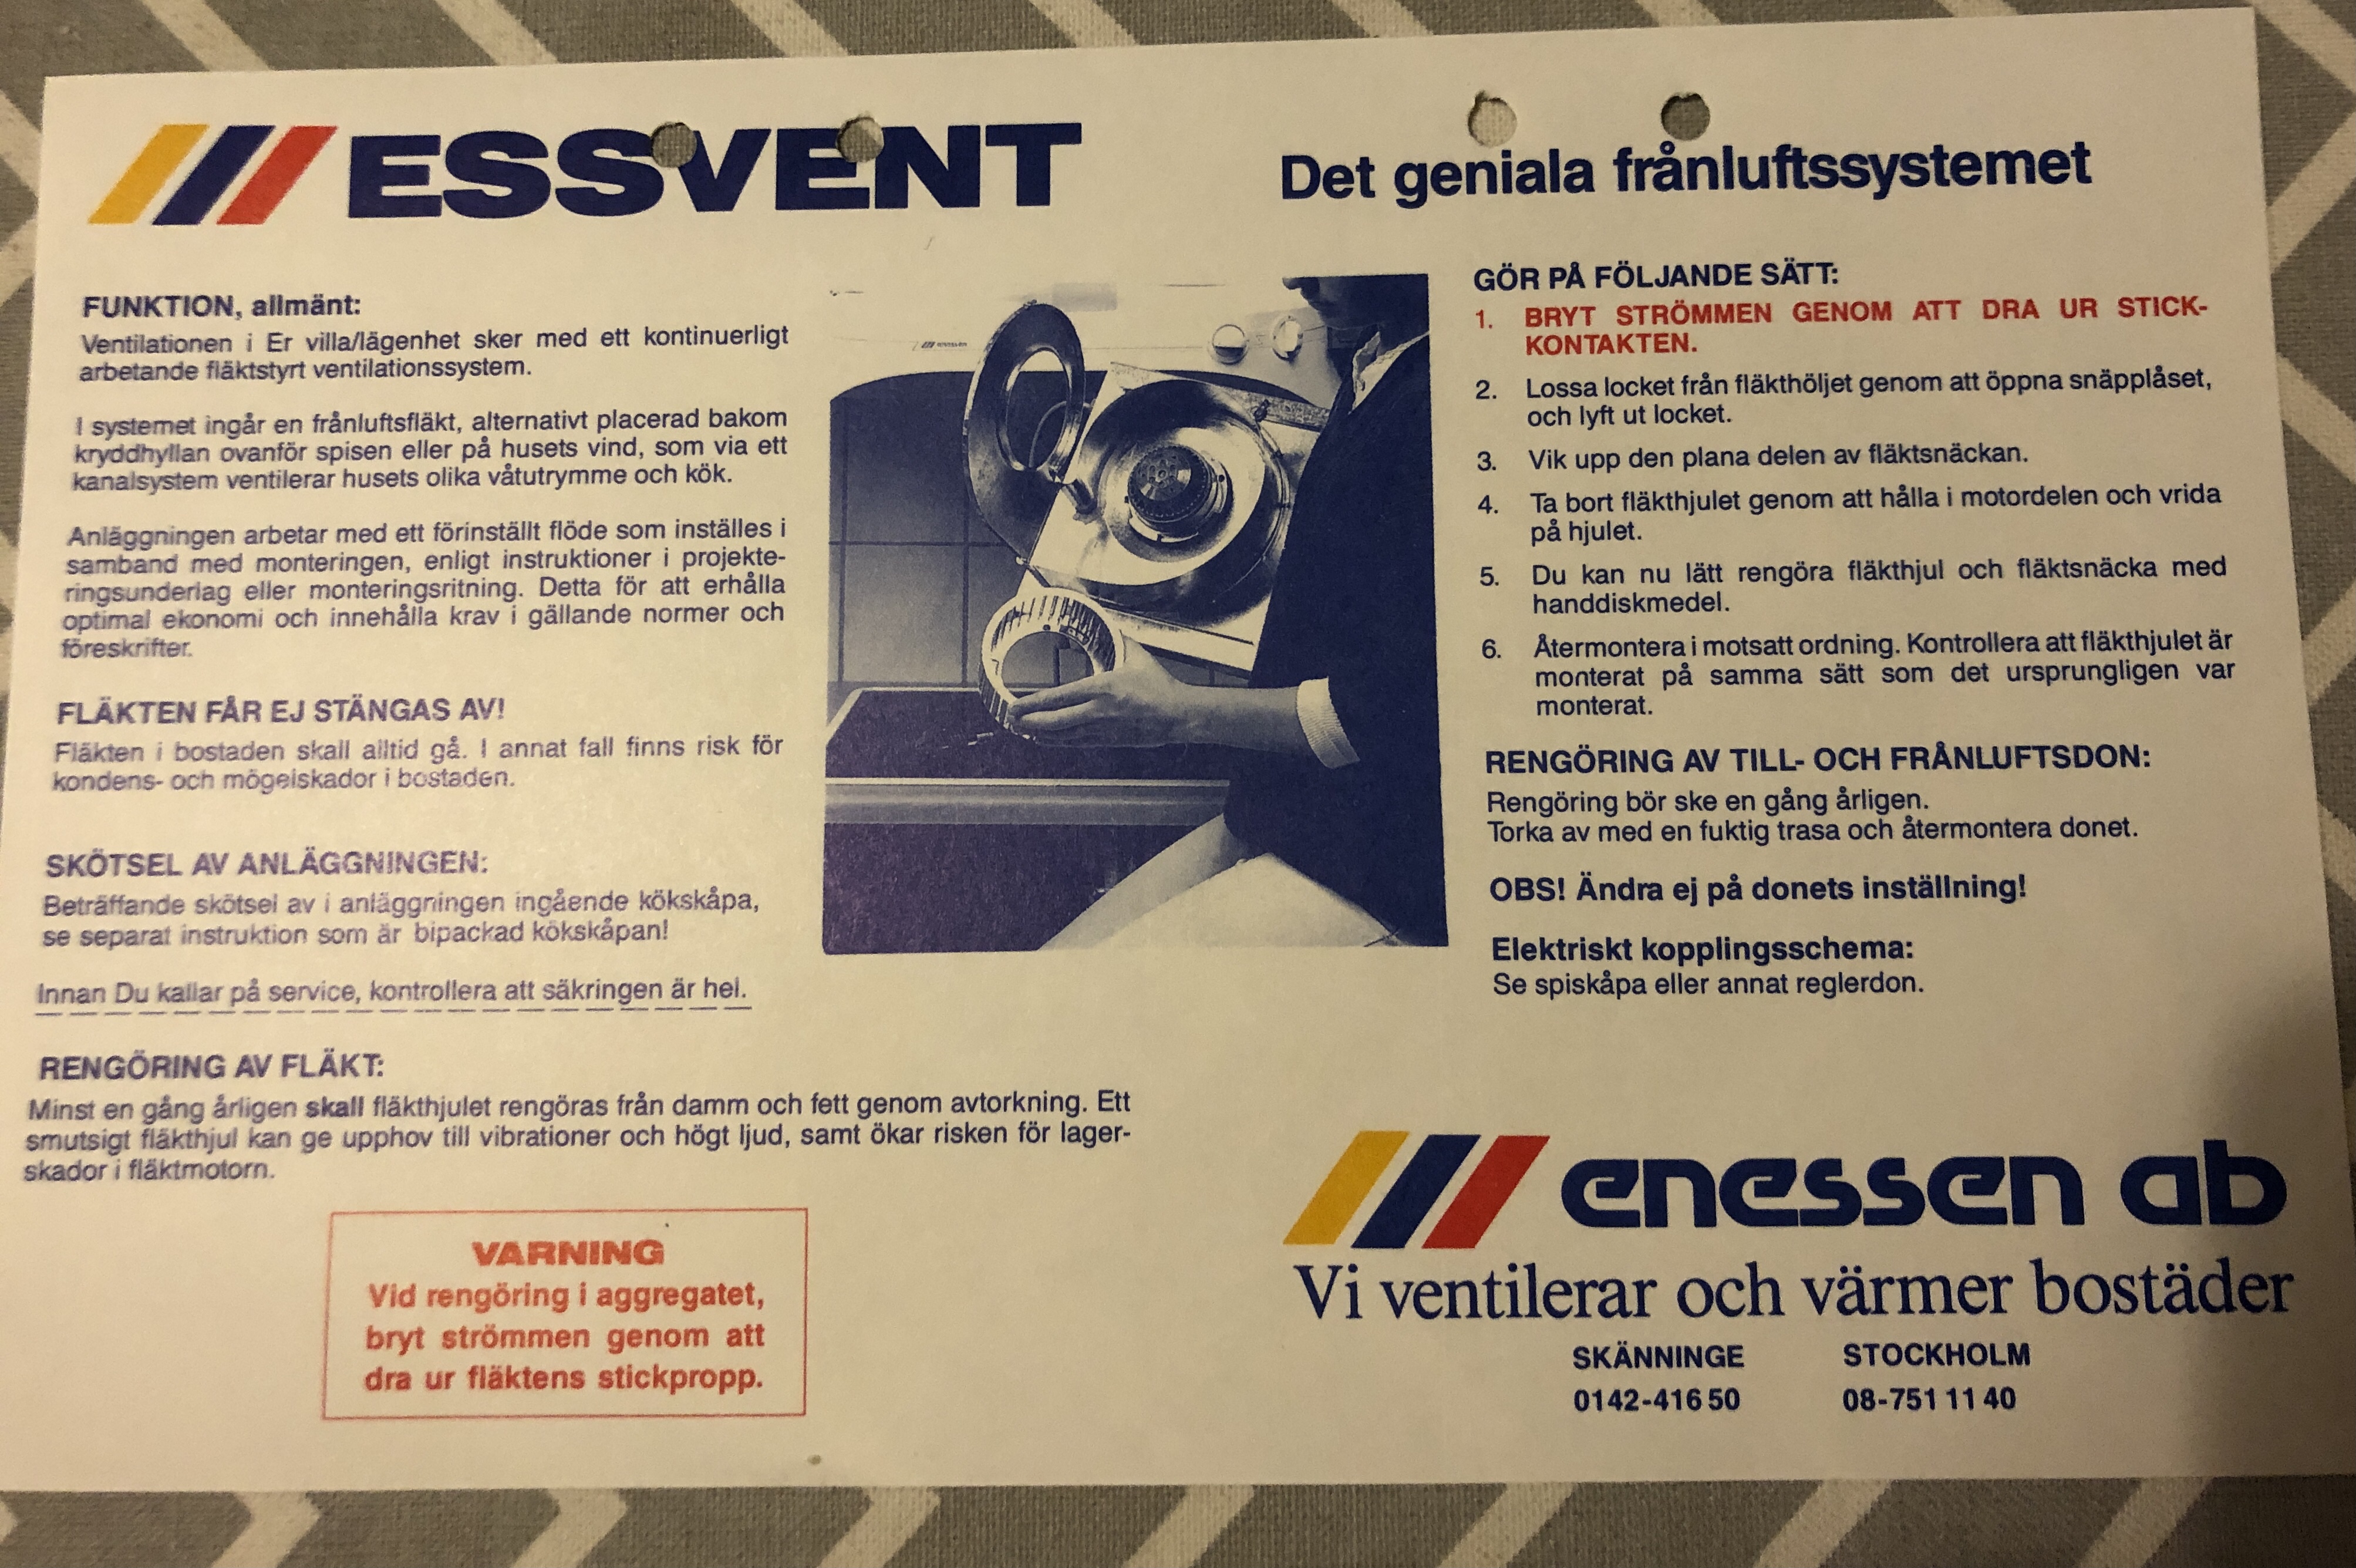 ESSVENT
Det geniala frånluftssystemet
FUNKTION, allmänt:
Ventilationen i Er villa/lägenhet sker med ett kontinuerligt
arbetande fläktstyrt ventilationssystem.
I systemet ingår en frånluftsfläkt, alternativt placerad bakom
kryddhyllan ovanför spisen eller på husets vind, som via ett
kanalsystem ventilerar husets olika våtutrymme och kök.
Anläggningen arbetar med ett förinställt flöde som inställes i
samband med monteringen, enligt instruktioner i projekte-
ringsunderlag eller monteringsritning. Detta för att erhålla
optimal ekonomi och innehålla krav i gällande normer och
föreskrifter.
FLÄKTEN FÅR EJ STÄNGAS AV!
Fläkten i bostaden skall alltid gå. I annat fall finns risk för
kondens- och mögelskador i bostaden.
SKÖTSEL AV ANLÄGGNINGEN:
Beträffande skötsel av i anläggningen ingående kökskåpa,
se separat instruktion som är bipackad kökskåpan!
Innan Du kallar på service, kontrollera att säkringen är hel.
RENGÖRING AV FLÄKT:
Minst en gång årligen skall fläkthjulet rengöras från damm och fett genom avtorkning. Ett
smutsigt fläkthjul kan ge upphov till vibrationer och högt ljud, samt ökar risken för lager-
skador i fläktmotorn.
VARNING
Vid rengöring i aggregatet,
bryt strömmen genom att
dra ur fläktens stickpropp.
GÖR PÅ FÖLJANDE SÄTT:
1. BRYT STRÖMMEN GENOM ATT DRA UR STICK-
KONTAKTEN.
2. Lossa locket från fläkthöljet genom att öppna snäpplåset,
och lyft ut locket.
3. Vik upp den plana delen av fläktsnäckan.
4. Ta bort fläkthjulet genom att hålla i motordelen och vrida
på hjulet.
5. Du kan nu lätt rengöra fläkthjul och fläktsnäcka med
handdiskmedel.
6. Återmontera i motsatt ordning. Kontrollera att fläkthjulet är
monterat på samma sätt som det ursprungligen var
monterat.
RENGÖRING AV TILL- OCH FRÅNLUFTSDON:
Rengöring bör ske en gång årligen.
Torka av med en fuktig trasa och återmontera donet.
OBS! Ändra ej på donets inställning!
Elektriskt kopplingsschema:
Se spiskåpa eller annat reglerdon.
enessen ab
Vi ventilerar och värmer bostäder
SKÄNNINGE STOCKHOLM
0142-416 50 08-751 11 40